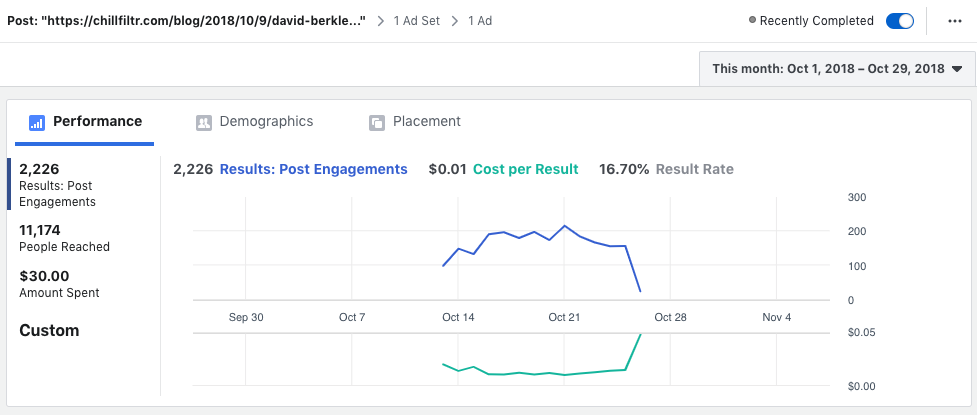 Post: "https://chillfiltr.com/blog/2018/10/9/david-berkle..." > 1 Ad Set > 1 Ad
Recently Completed
This month: Oct 1, 2018 – Oct 29, 2018
Performance Demographics Placement
2,226
Results: Post
Engagements
11,174
People Reached
$30.00
Amount Spent
Custom
2,226 Results: Post Engagements $0.01 Cost per Result 16.70% Result Rate
300
200
100
0
Sep 30 Oct 7 Oct 14 Oct 21 Oct 28 Nov 4
$0.05
$0.00